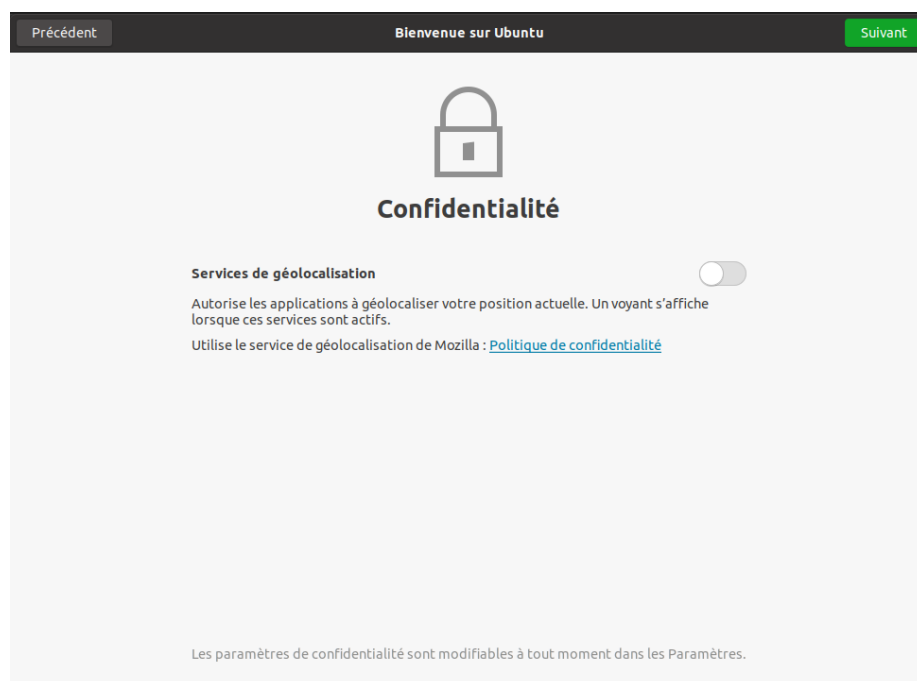 Précédent
Bienvenue sur Ubuntu
Suivant
Confidentialité
Services de géolocalisation
Autorise les applications à géolocaliser votre position actuelle. Un voyant s’affiche
lorsque ces services sont actifs.
Utilise le service de géolocalisation de Mozilla : Politique de confidentialité
Les paramètres de confidentialité sont modifiables à tout moment dans les Paramètres.